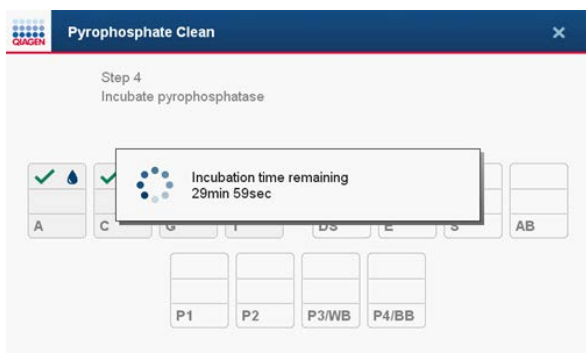 QIAGEN
Pyrophosphate Clean
Step 4
Incubate pyrophosphatase
Incubation time remaining
29min 59sec
A C G T DS E S AB
P1 P2 P3/WB P4/BB